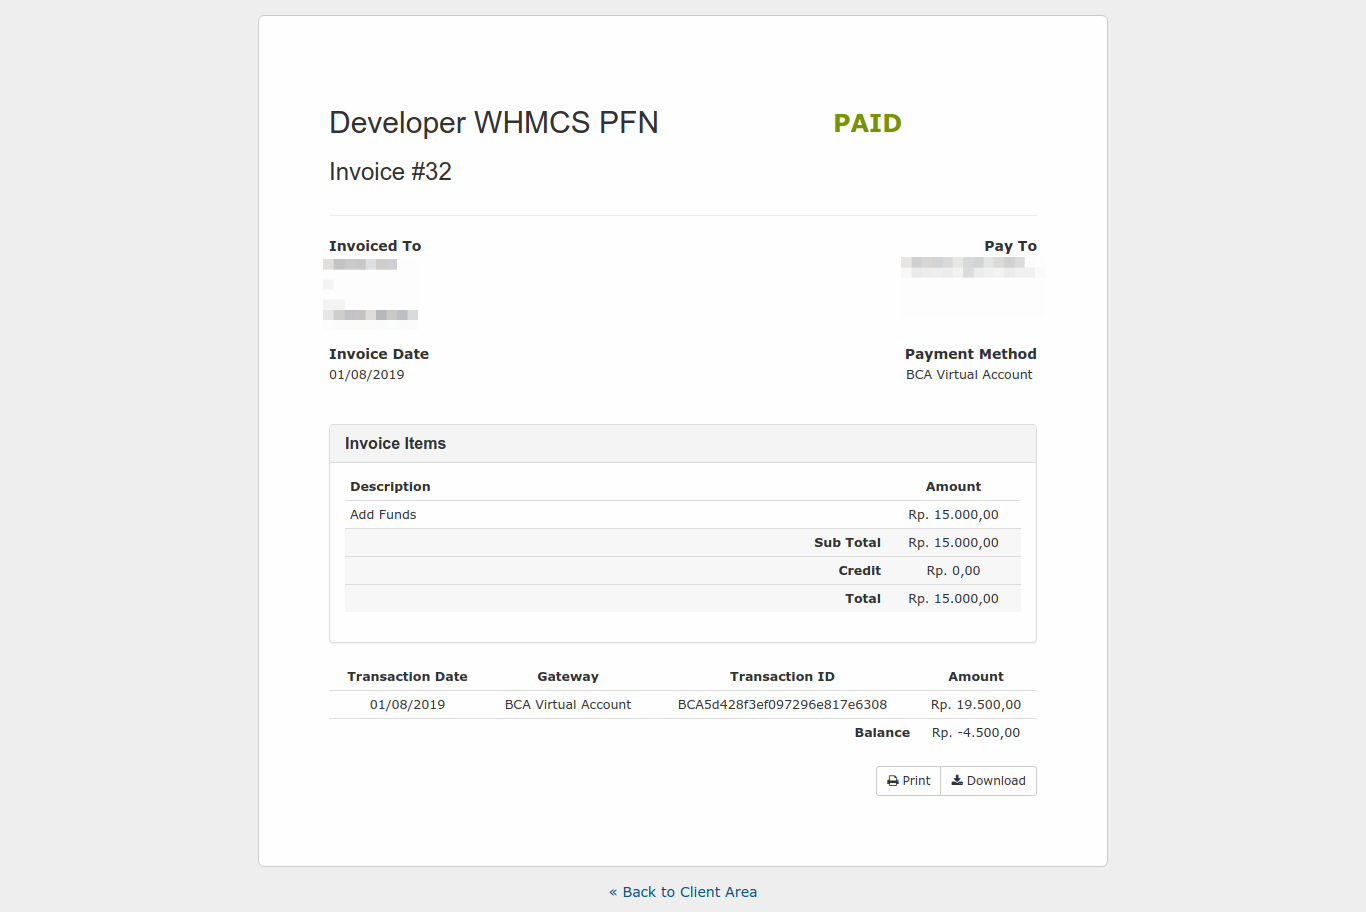 Developer WHMCS PFN
PAID
Invoice #32
Invoiced To
Pay To
Invoice Date
01/08/2019
Payment Method
BCA Virtual Account
Invoice Items
Description Amount
Add Funds Rp. 15.000,00
Sub Total Rp. 15.000,00
Credit Rp. 0,00
Total Rp. 15.000,00
Transaction Date Gateway Transaction ID Amount
01/08/2019 BCA Virtual Account BCA5d428f3ef097296e817e6308 Rp. 19.500,00
Balance Rp. -4.500,00
Print Download
« Back to Client Area